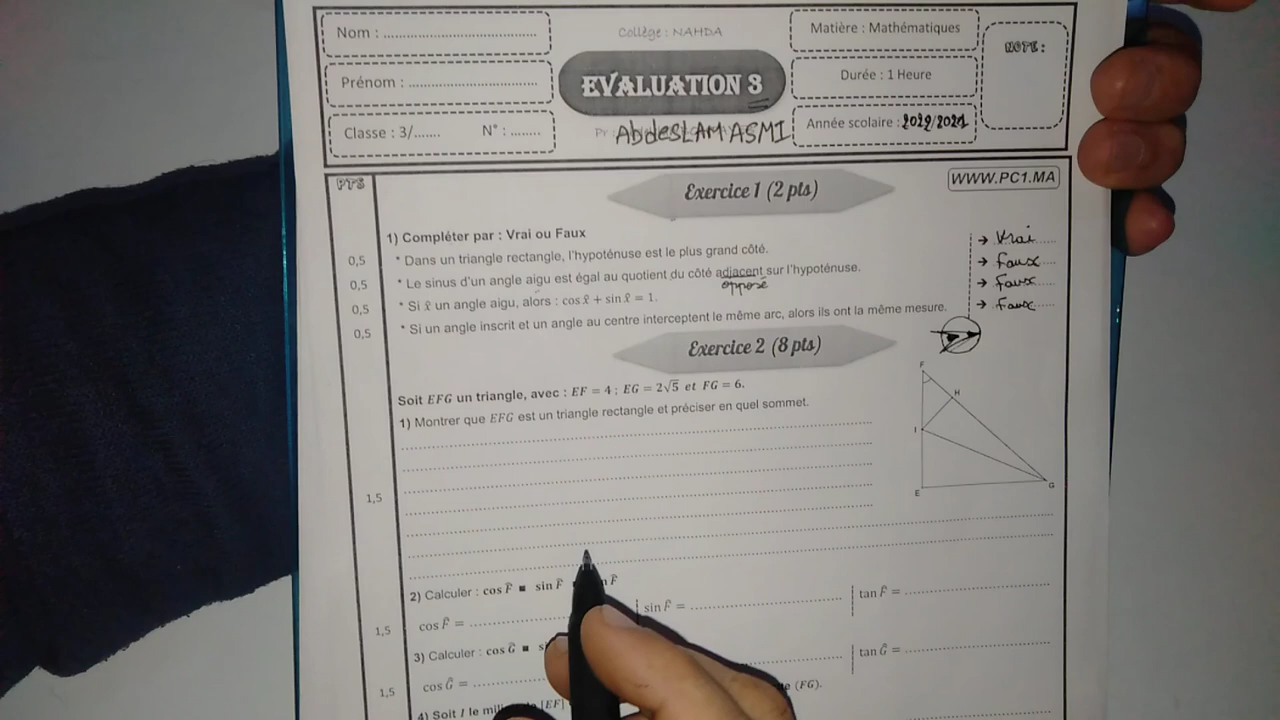 Nom : ..................................... 
Collège : NAHDA
Matière : Mathématiques
NOTE :
Prénom : ................................
EVALUATION 3
Durée : 1 Heure
Classe : 3/....... N° : ........
AbdeSLAM ASMI
Année scolaire :
PTS
Exercice 1 (2 pts)
WWW.PC1.MA
1) Compléter par : Vrai ou Faux
0,5 * Dans un triangle rectangle, l'hypoténuse est le plus grand côté. → Vrai
0,5 * Le sinus d'un angle aigu est égal au quotient du côté adjacent sur l'hypoténuse. → Faux
opposé
0,5 * Si x̂ un angle aigu, alors : cos x̂ + sin x̂ = 1. → Faux
0,5 * Si un angle inscrit et un angle au centre interceptent le même arc, alors ils ont la même mesure. → Faux
Exercice 2 (8 pts)
Soit EFG un triangle, avec : EF = 4 ; EG = 2√5 et FG = 6.
1) Montrer que EFG est un triangle rectangle et préciser en quel sommet.
F
H
I
E
G
1,5
2) Calculer : cos F̂ ▪ sin F̂
1,5 cos F̂ = ........................ | sin F̂ = ........................ | tan F̂ = ........................
3) Calculer : cos Ĝ ▪
1,5 cos Ĝ = ........................ | tan Ĝ = ........................
4) Soit I le [EF] (FG).